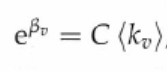 e^{β_v} = C ⟨k_v⟩,